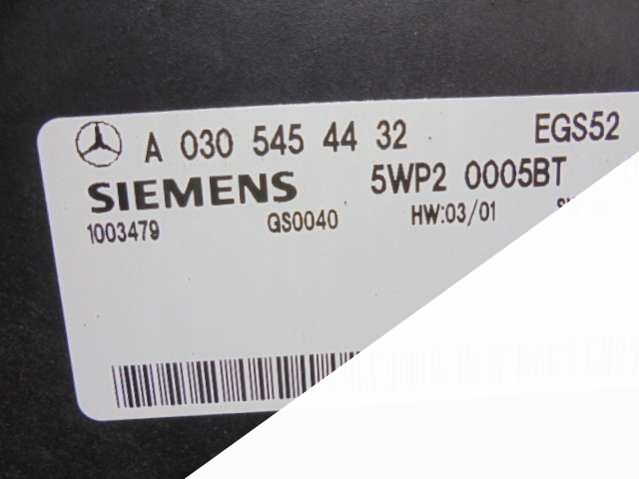 A 030 545 44 32 EGS52
SIEMENS 5WP2 0005BT
1003479 GS0040 HW:03/01